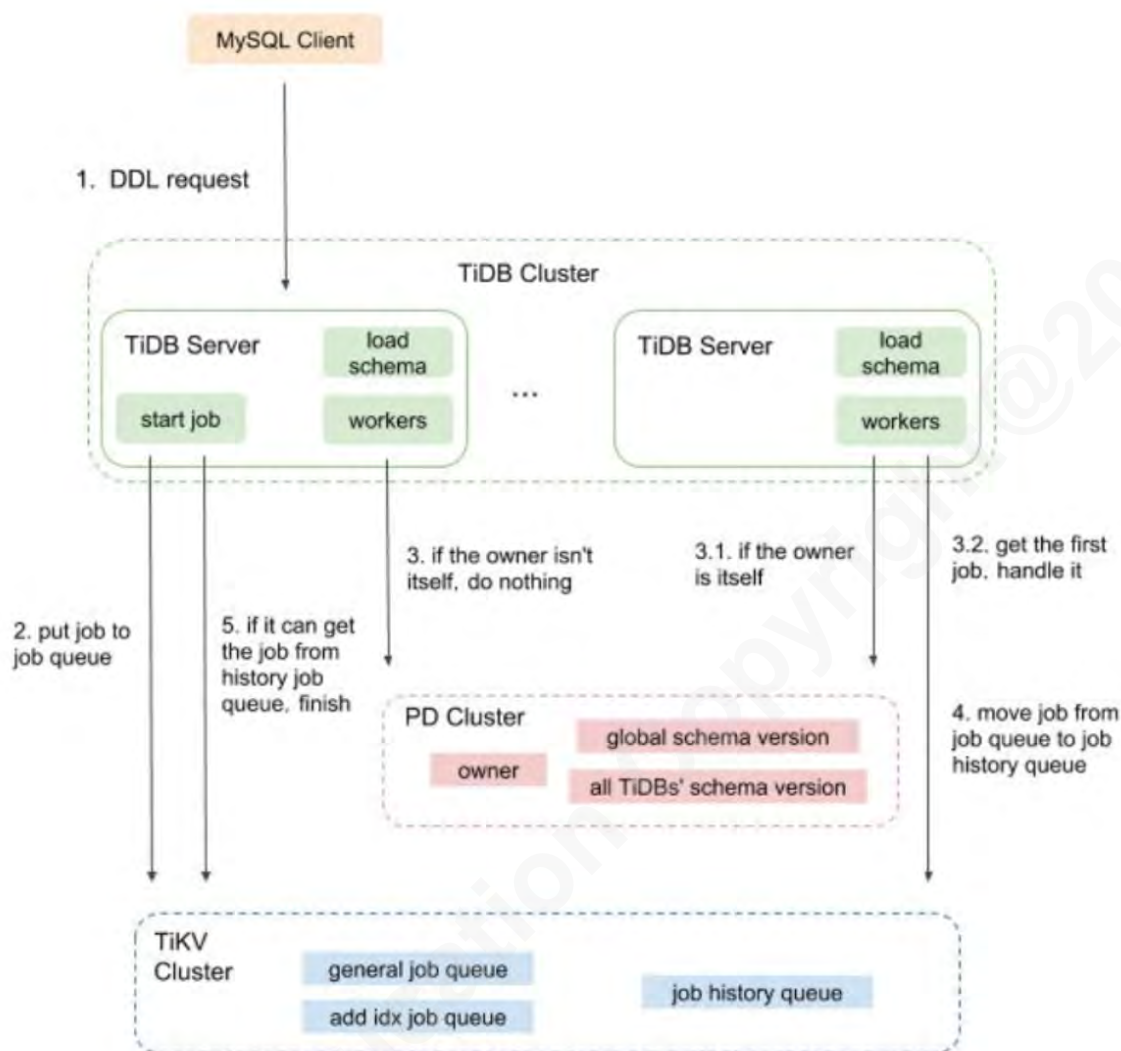 MySQL Client
1. DDL request
TiDB Cluster
TiDB Server
load
schema
start job
workers
...
TiDB Server
load
schema
workers
3. if the owner isn't
itself, do nothing
3.1. if the owner
is itself
3.2. get the first
job, handle it
2. put job to
job queue
5. if it can get
the job from
history job
queue, finish
PD Cluster
global schema version
owner
all TiDBs' schema version
4. move job from
job queue to job
history queue
TiKV
Cluster
general job queue
job history queue
add idx job queue
Copyright@20